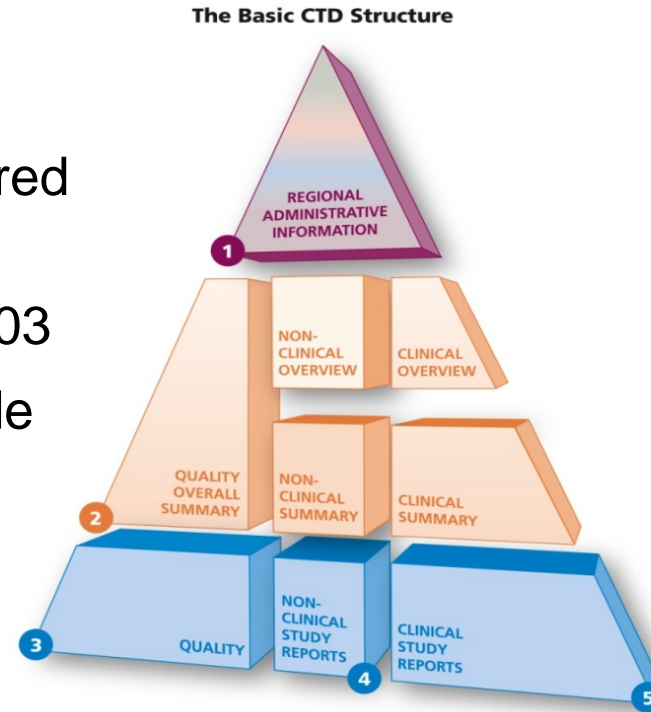 The Basic CTD Structure
red
03
le
REGIONAL
ADMINISTRATIVE
INFORMATION
1
NON-
CLINICAL
OVERVIEW
CLINICAL
OVERVIEW
QUALITY
OVERALL
SUMMARY
NON-
CLINICAL
SUMMARY
CLINICAL
SUMMARY
2
QUALITY
NON-
CLINICAL
STUDY
REPORTS
CLINICAL
STUDY
REPORTS
3
4
5